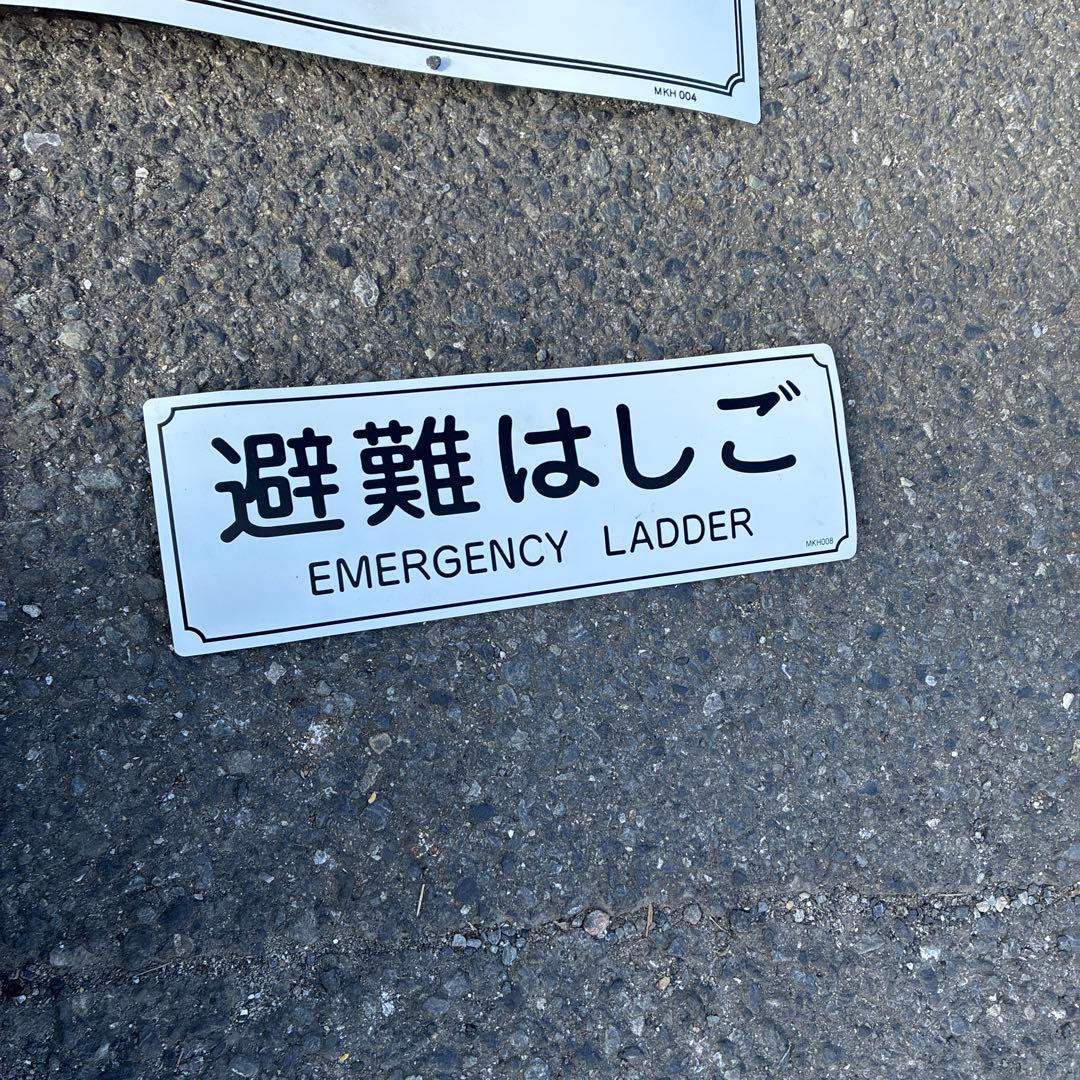 MKH 004
避難はしご
EMERGENCY LADDER
MKH008